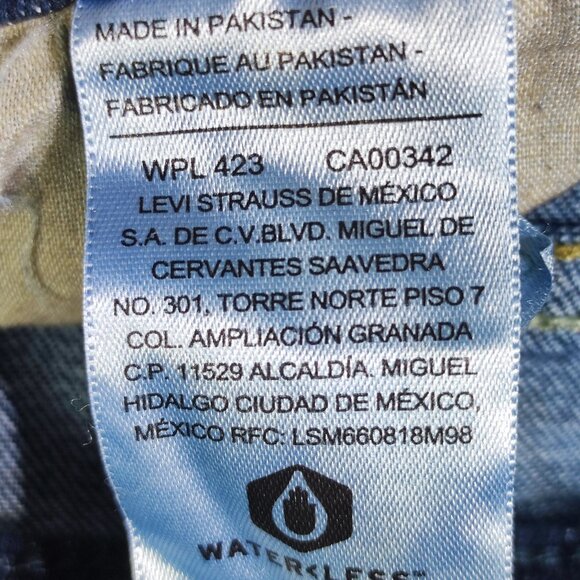 MADE IN PAKISTAN -
FABRIQUE AU PAKISTAN -
FABRICADO EN PAKISTÁN
WPL 423 CA00342
LEVI STRAUSS DE MÉXICO
S.A. DE C.V.BLVD. MIGUEL DE
CERVANTES SAAVEDRA
NO. 301, TORRE NORTE PISO 7
COL. AMPLIACIÓN GRANADA
C.P. 11529 ALCALDÍA. MIGUEL
HIDALGO CIUDAD DE MÉXICO,
MÉXICO RFC: LSM660818M98
WATER<LESS™